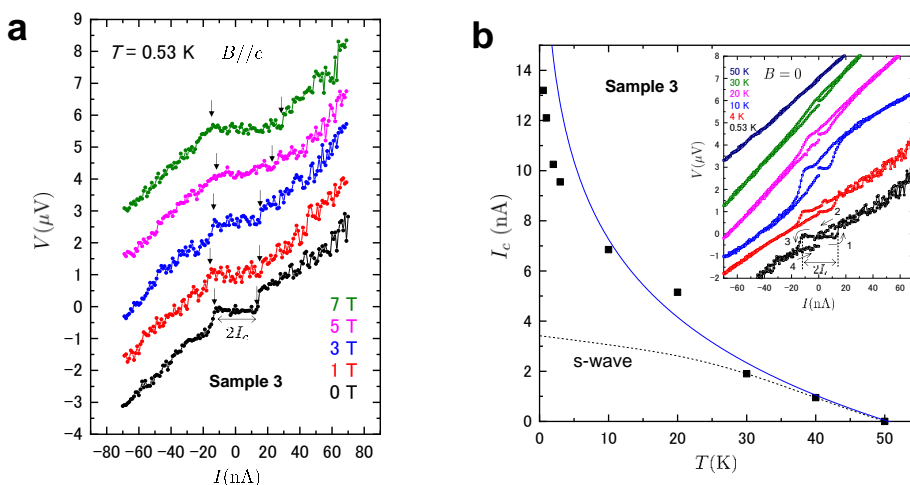 a
T = 0.53 K B//c
9
8
7
6
5
4
3
2
1
0
−1
−2
−3
−4
V(μV)
2I_c
7 T
5 T
3 T
1 T
0 T
Sample 3
−80 −60 −40 −20 0 20 40 60 80
I(nA)
b
14
12
10
8
6
4
2
0
I_c (nA)
Sample 3
s-wave
0 10 20 30 40 50
T(K)
B = 0
50 K
30 K
20 K
10 K
4 K
0.53 K
8
7
6
5
4
3
2
1
0
-1
-2
V(μV)
2
3
1
4
-60 -40 -20 0 20 40 60
I(nA)